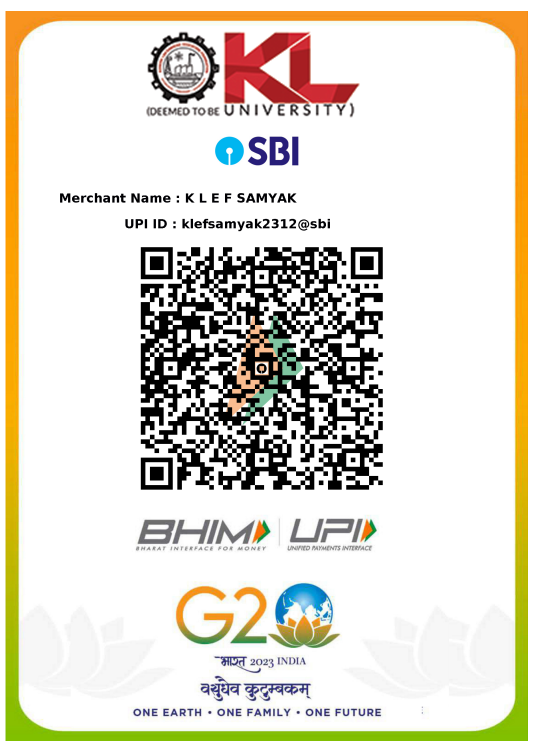 KL
(DEEMED TO BE UNIVERSITY)
SBI
Merchant Name : K L E F SAMYAK
UPI ID : klefsamyak2312@sbi
BHIM
BHARAT INTERFACE FOR MONEY
UPI
UNIFIED PAYMENTS INTERFACE
G20
भारत 2023 INDIA
वसुधैव कुटुम्बकम्
ONE EARTH • ONE FAMILY • ONE FUTURE